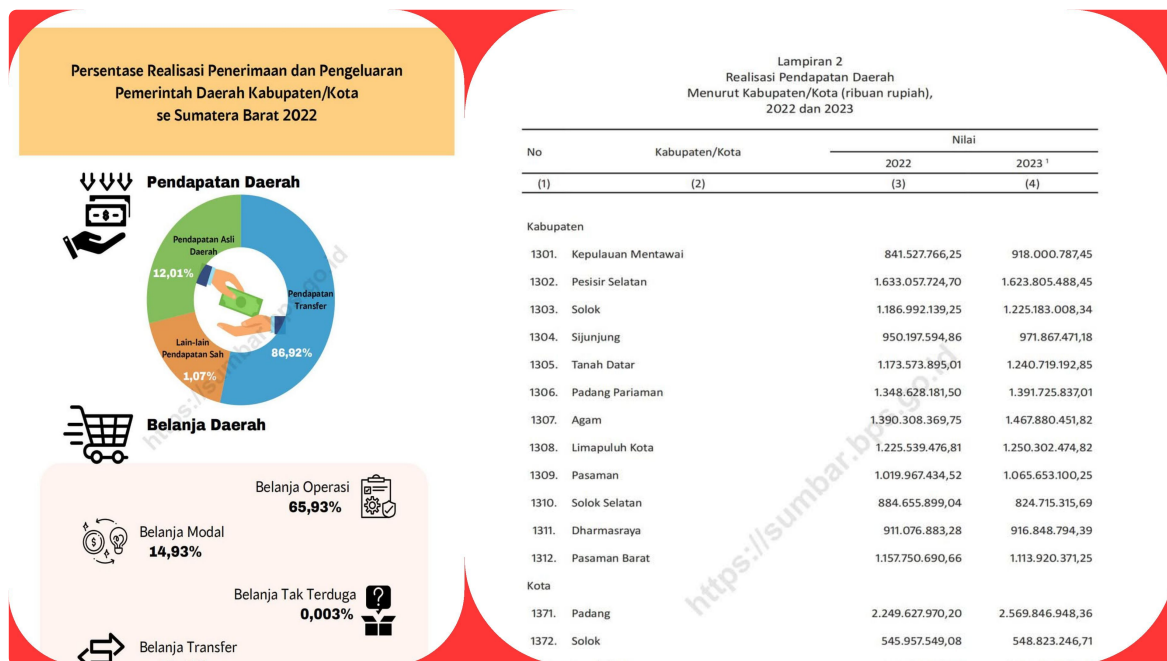 Persentase Realisasi Penerimaan dan Pengeluaran
Pemerintah Daerah Kabupaten/Kota
se Sumatera Barat 2022
Pendapatan Daerah
Pendapatan Asli
Daerah
12,01%
Pendapatan
Transfer
86,92%
Lain-lain
Pendapatan Sah
1,07%
https://sumbar.bps.go.id
Belanja Daerah
Belanja Operasi
65,93%
Belanja Modal
14,93%
Belanja Tak Terduga
0,003%
Belanja Transfer
Lampiran 2
Realisasi Pendapatan Daerah
Menurut Kabupaten/Kota (ribuan rupiah),
2022 dan 2023
No Kabupaten/Kota Nilai
2022 2023 ¹
(1) (2) (3) (4)
Kabupaten
1301. Kepulauan Mentawai 841.527.766,25 918.000.787,45
1302. Pesisir Selatan 1.633.057.724,70 1.623.805.488,45
1303. Solok 1.186.992.139,25 1.225.183.008,34
1304. Sijunjung 950.197.594,86 971.867.471,18
1305. Tanah Datar 1.173.573.895,01 1.240.719.192,85
1306. Padang Pariaman 1.348.628.181,50 1.391.725.837,01
1307. Agam 1.390.308.369,75 1.467.880.451,82
1308. Limapuluh Kota 1.225.539.476,81 1.250.302.474,82
1309. Pasaman 1.019.967.434,52 1.065.653.100,25
1310. Solok Selatan 884.655.899,04 824.715.315,69
1311. Dharmasraya 911.076.883,28 916.848.794,39
1312. Pasaman Barat 1.157.750.690,66 1.113.920.371,25
Kota
1371. Padang 2.249.627.970,20 2.569.846.948,36
1372. Solok 545.957.549,08 548.823.246,71
https://sumbar.bps.go.id